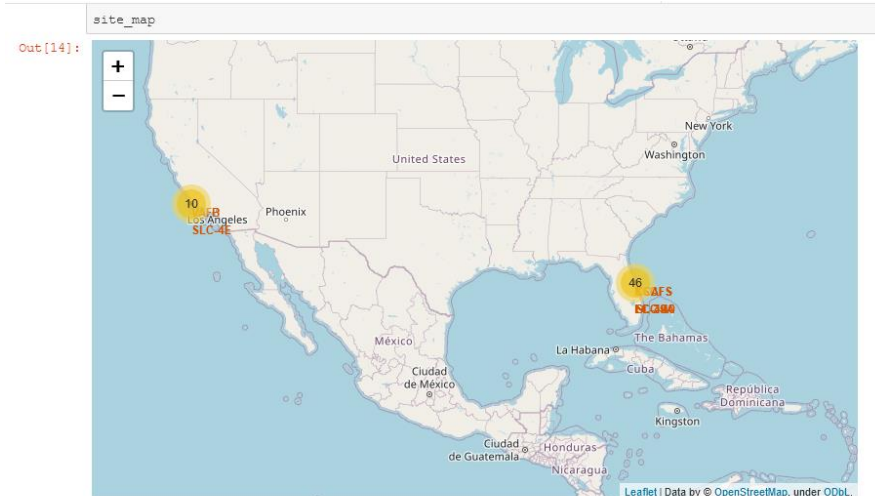 site_map
Out[14]:
+
−
New York
Washington
United States
10
Los Angeles
SLC-4E
Phoenix
46
The Bahamas
La Habana
México
Cuba
Ciudad
de México
República
Dominicana
Kingston
Ciudad
de Guatemala
Honduras
Nicaragua
Leaflet | Data by © OpenStreetMap, under ODbL.